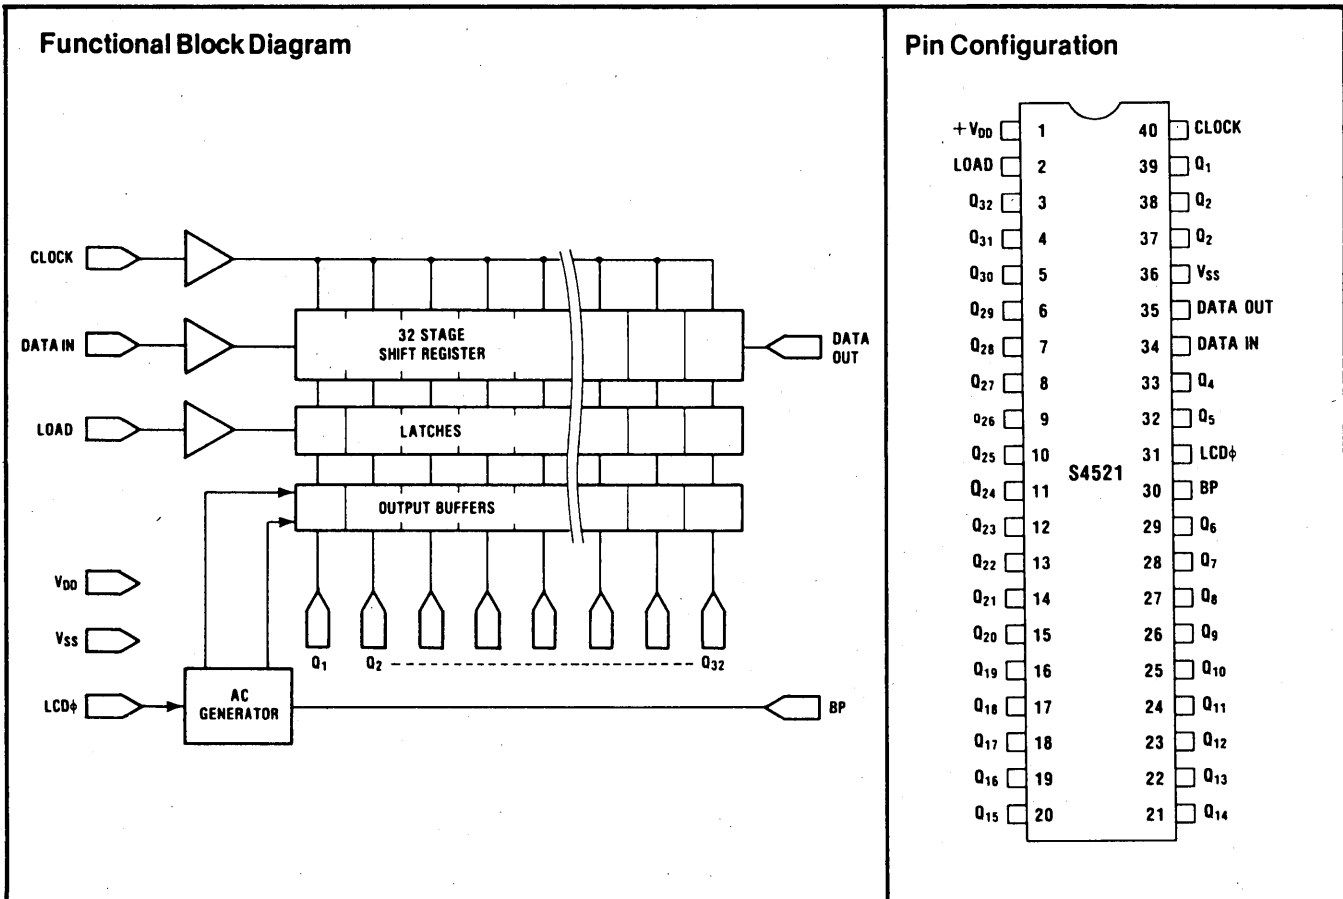 Functional Block Diagram
CLOCK
DATA IN
32 STAGE
SHIFT REGISTER
DATA
OUT
LOAD
LATCHES
OUTPUT BUFFERS
VDD
VSS
Q1 Q2 Q32
LCDϕ
AC
GENERATOR
BP
Pin Configuration
+VDD 1 40 CLOCK
LOAD 2 39 Q1
Q32 3 38 Q2
Q31 4 37 Q2
Q30 5 36 VSS
Q29 6 35 DATA OUT
Q28 7 34 DATA IN
Q27 8 33 Q4
Q26 9 32 Q5
Q25 10 31 LCDϕ
S4521
Q24 11 30 BP
Q23 12 29 Q6
Q22 13 28 Q7
Q21 14 27 Q8
Q20 15 26 Q9
Q19 16 25 Q10
Q18 17 24 Q11
Q17 18 23 Q12
Q16 19 22 Q13
Q15 20 21 Q14